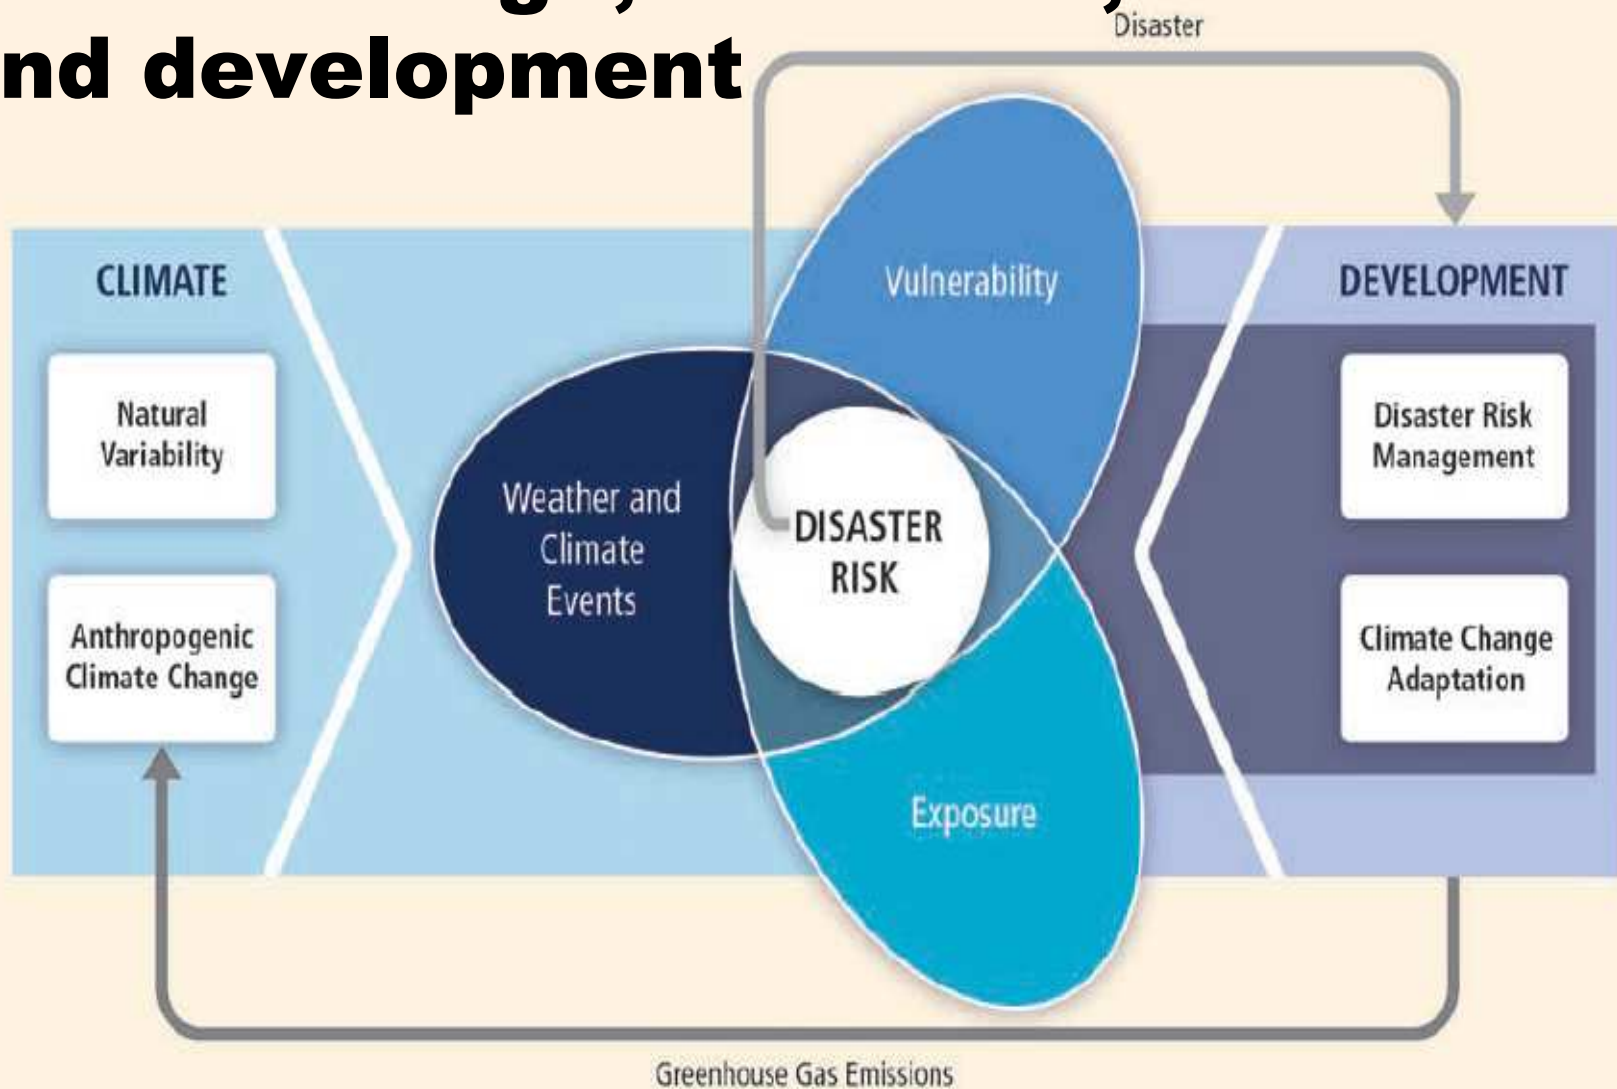 nd development
Disaster
CLIMATE
Natural
Variability
Anthropogenic
Climate Change
Weather and
Climate
Events
Vulnerability
DISASTER
RISK
Exposure
DEVELOPMENT
Disaster Risk
Management
Climate Change
Adaptation
Greenhouse Gas Emissions